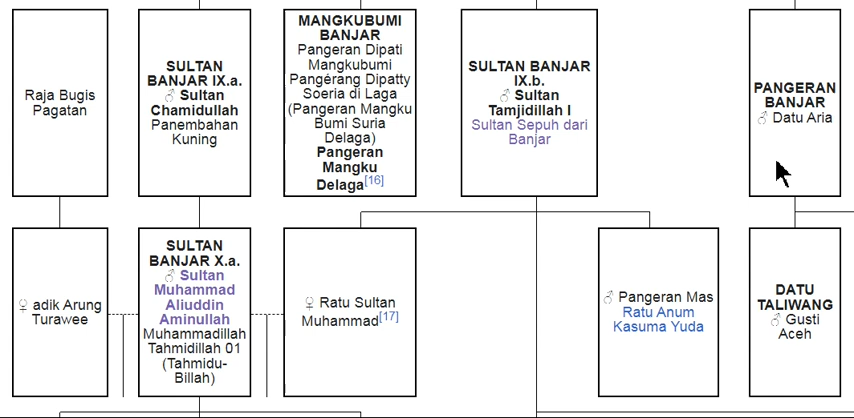 Raja Bugis
Pagatan
SULTAN
BANJAR IX.a.
♂ Sultan
Chamidullah
Panembahan
Kuning
MANGKUBUMI
BANJAR
Pangeran Dipati
Mangkubumi
Pangérang Dipatty
Soeria di Laga
(Pangeran Mangku
Bumi Suria
Delaga)
Pangeran
Mangku
Delaga[16]
SULTAN BANJAR
IX.b.
♂ Sultan
Tamjidillah I
Sultan Sepuh dari
Banjar
PANGERAN
BANJAR
♂ Datu Aria
♀ adik Arung
Turawee
SULTAN
BANJAR X.a.
♂ Sultan
Muhammad
Aliuddin
Aminullah
Muhammadillah
Tahmidillah 01
(Tahmidu-
Billah)
♀ Ratu Sultan
Muhammad[17]
♂ Pangeran Mas
Ratu Anum
Kasuma Yuda
DATU
TALIWANG
♂ Gusti
Aceh